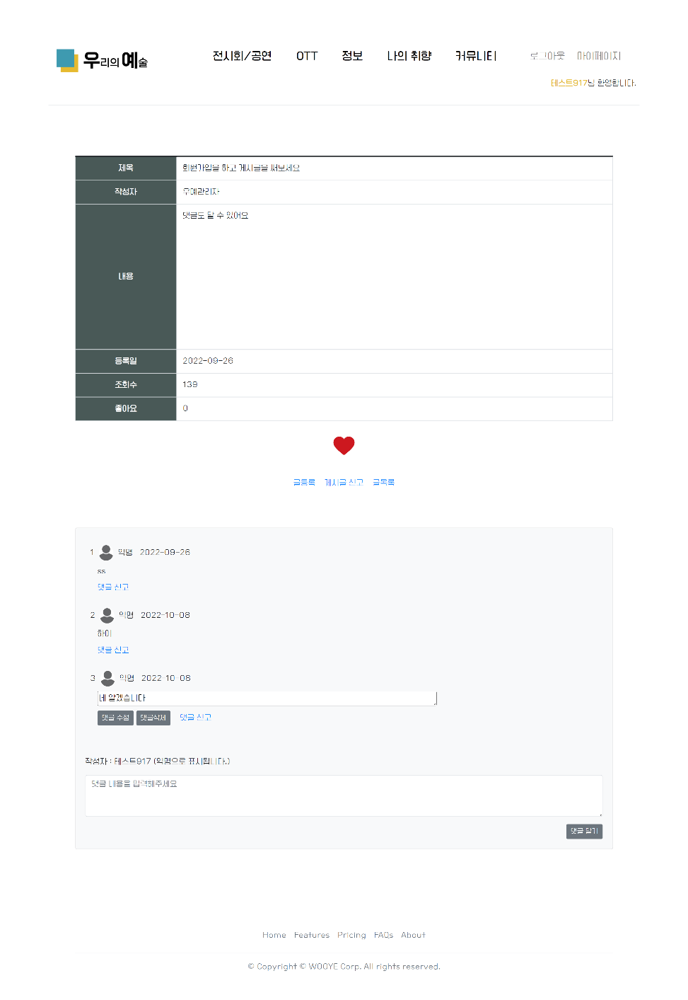 우리의 예술
전시회/공연 OTT 정보 나의 취향 커뮤니티 로그아웃 마이페이지
테스트917님 환영합니다.
제목 회원가입을 하고 게시글을 써보세요
작성자 우예관리자
내용 댓글도 달 수 있어요
등록일 2022-09-26
조회수 139
좋아요 0
글등록 게시글 신고 글목록
1 익명 2022-09-26
ss
댓글 신고
2 익명 2022-10-08
하이
댓글 신고
3 익명 2022-10-08
네 알겠습니다
댓글 수정 댓글삭제 댓글 신고
작성자 : 테스트917 (익명으로 표시됩니다.)
댓글 내용을 입력해주세요
댓글 달기
Home Features Pricing FAQs About
© Copyright © WOOYE Corp. All rights reserved.